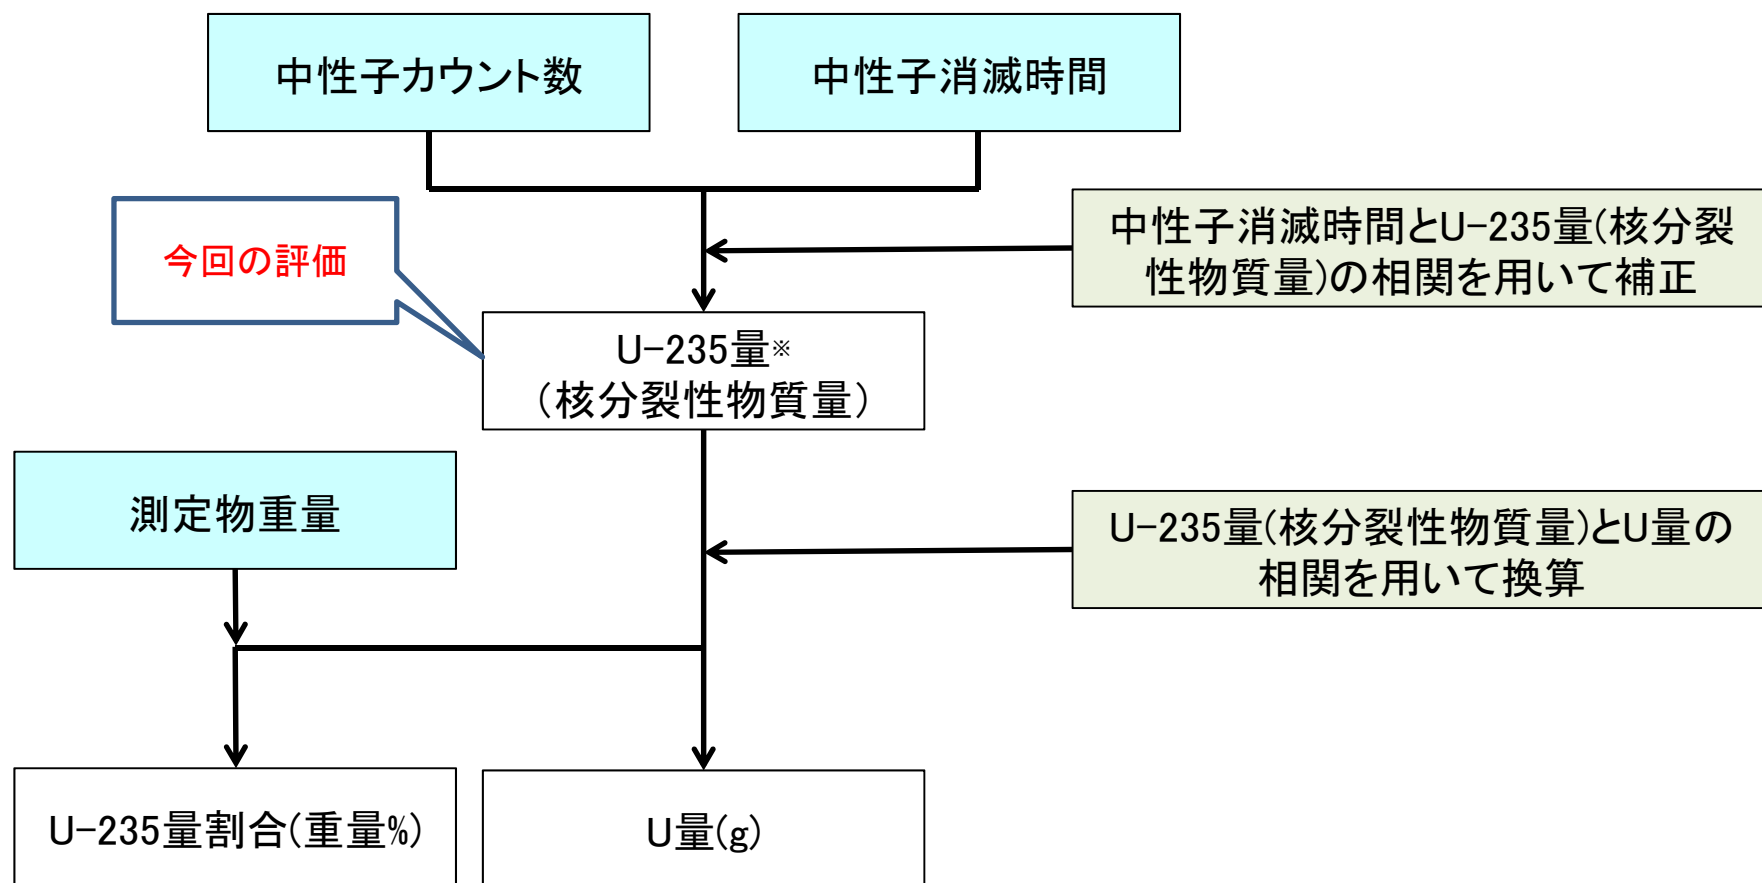 中性子カウント数
中性子消滅時間
今回の評価
中性子消滅時間とU-235量(核分裂
性物質量)の相関を用いて補正
U-235量※
(核分裂性物質量)
測定物重量
U-235量(核分裂性物質量)とU量の
相関を用いて換算
U-235量割合(重量%)
U量(g)